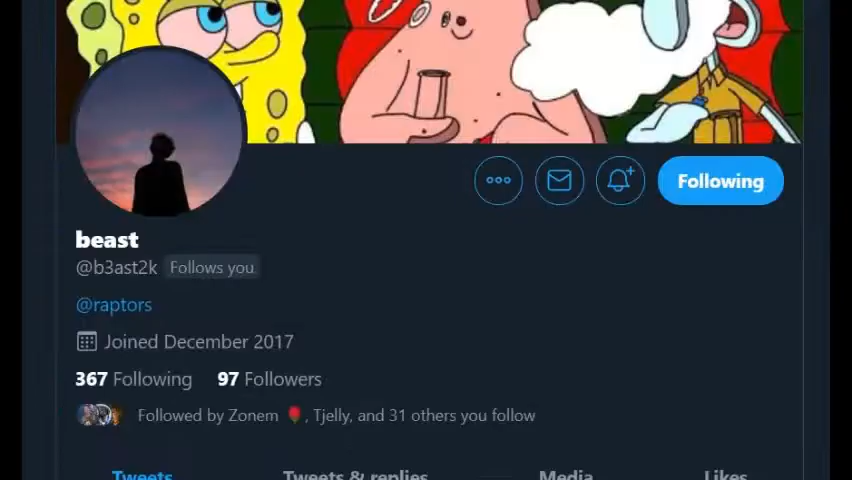 Following
beast
@b3ast2k Follows you
@raptors
Joined December 2017
367 Following 97 Followers
Followed by Zonem 🌹, Tjelly, and 31 others you follow
Tweets Tweets & replies Media Likes